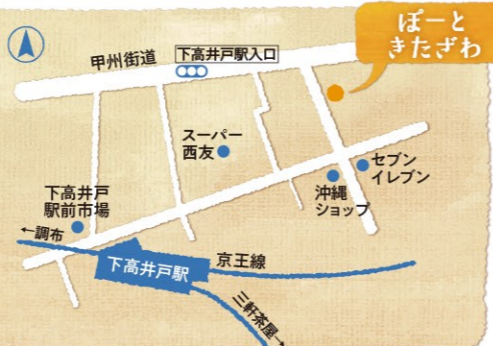 ぽーと
きたざわ
甲州街道
下高井戸駅入口
スーパー
西友
セブン
イレブン
沖縄
ショップ
下高井戸
駅前市場
←調布
下高井戸駅
京王線
三軒茶屋→